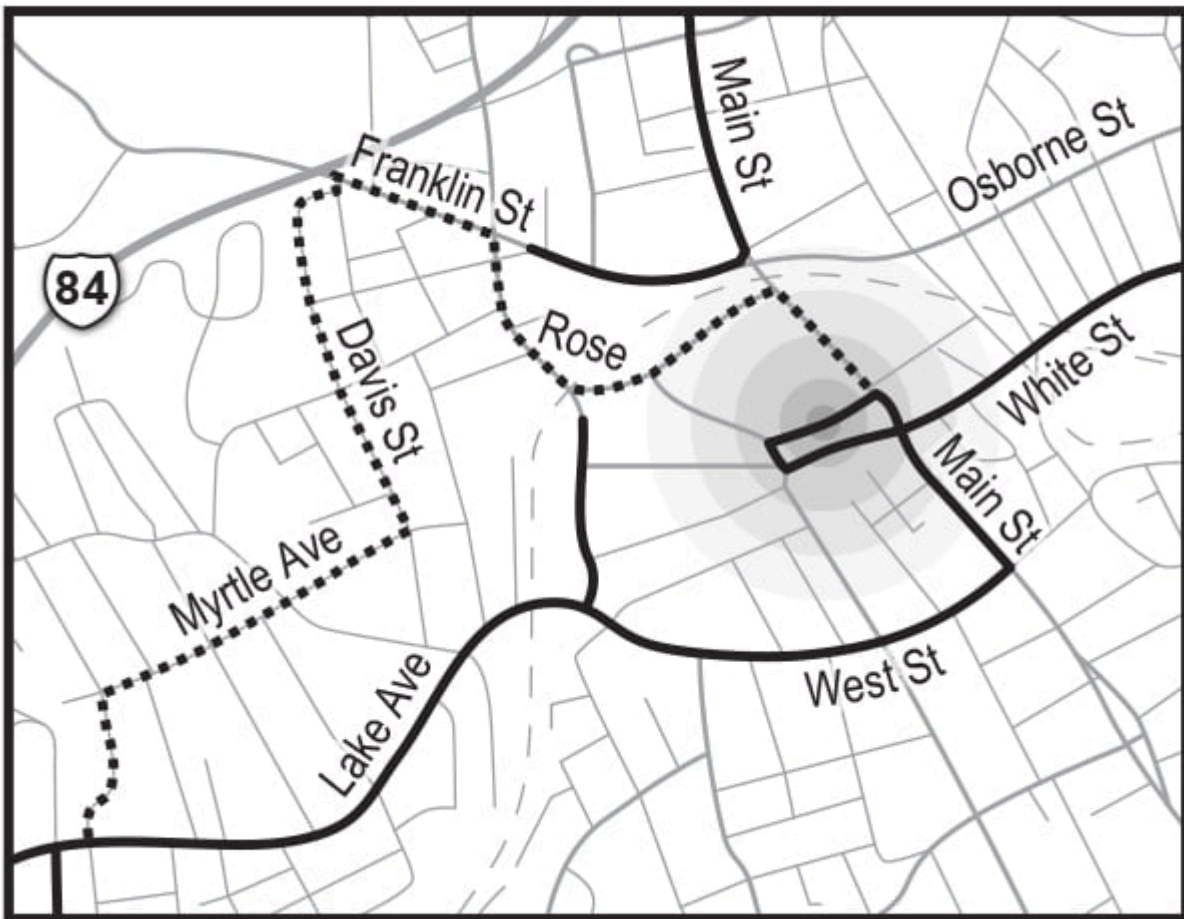 Main St
Franklin St
Osborne St
84
Rose
Davis St
White St
Main St
Myrtle Ave
West St
Lake Ave